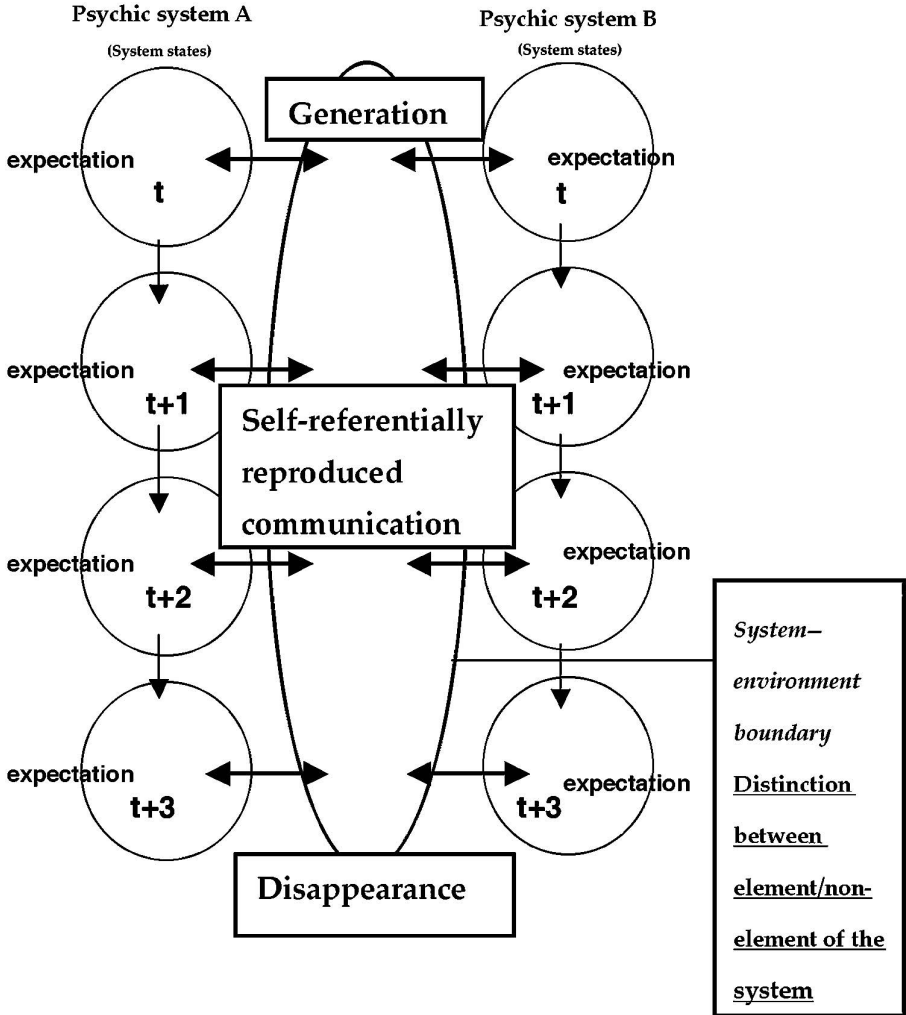 Psychic system A
(System states)
Psychic system B
(System states)
Generation
expectation
t
expectation
t
expectation
t+1
expectation
t+1
Self-referentially
reproduced
communication
expectation
t+2
expectation
t+2
expectation
t+3
expectation
t+3
Disappearance
System–
environment
boundary
Distinction
between
element/non-
element of the
system